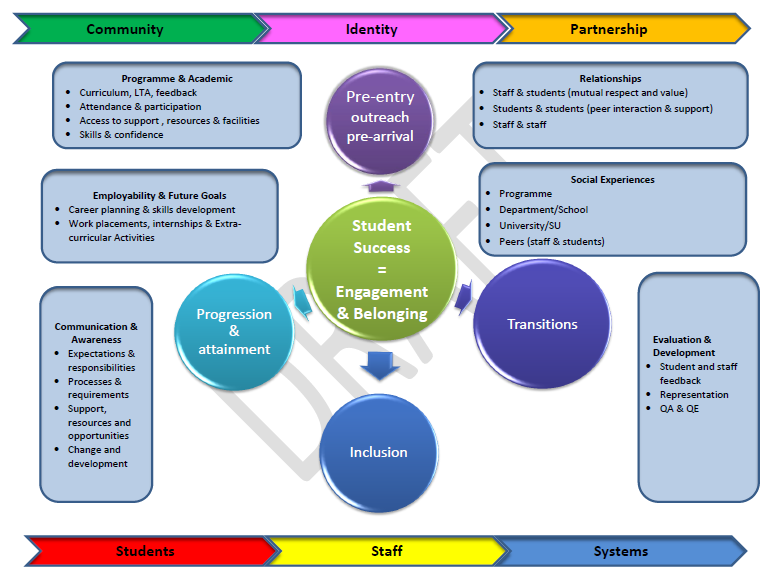 Community
Identity
Partnership
Programme & Academic
• Curriculum, LTA, feedback
• Attendance & participation
• Access to support , resources & facilities
• Skills & confidence
Pre-entry
outreach
pre-arrival
Relationships
• Staff & students (mutual respect and value)
• Students & students (peer interaction & support)
• Staff & staff
Employability & Future Goals
• Career planning & skills development
• Work placements, internships & Extra-
curricular Activities
Social Experiences
• Programme
• Department/School
• University/SU
• Peers (staff & students)
Student
Success
=
Engagement
& Belonging
Progression
&
attainment
Transitions
Communication &
Awareness
• Expectations &
responsibilities
• Processes &
requirements
• Support,
resources and
opportunities
• Change and
development
Evaluation &
Development
• Student and staff
feedback
• Representation
• QA & QE
Inclusion
DRAFT
Students
Staff
Systems